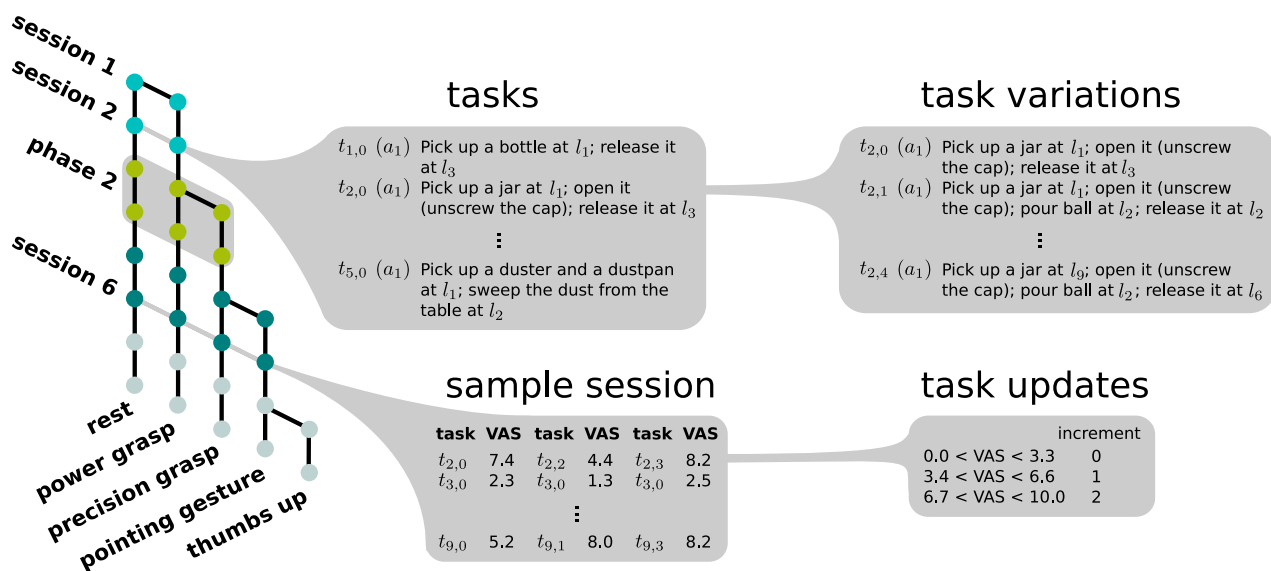 session 1
session 2
phase 2
session 6
rest
power grasp
precision grasp
pointing gesture
thumbs up
tasks
t1,0 (a1) Pick up a bottle at l1; release it
at l3
t2,0 (a1) Pick up a jar at l1; open it
(unscrew the cap); release it at l3
⋮
t5,0 (a1) Pick up a duster and a dustpan
at l1; sweep the dust from the
table at l2
task variations
t2,0 (a1) Pick up a jar at l1; open it (unscrew
the cap); release it at l3
t2,1 (a1) Pick up a jar at l1; open it (unscrew
the cap); pour ball at l2; release it at l2
⋮
t2,4 (a1) Pick up a jar at l9; open it (unscrew
the cap); pour ball at l2; release it at l6
sample session
task VAS task VAS task VAS
t2,0 7.4 t2,2 4.4 t2,3 8.2
t3,0 2.3 t3,0 1.3 t3,0 2.5
⋮
t9,0 5.2 t9,1 8.0 t9,3 8.2
task updates
increment
0.0 < VAS < 3.3 0
3.4 < VAS < 6.6 1
6.7 < VAS < 10.0 2